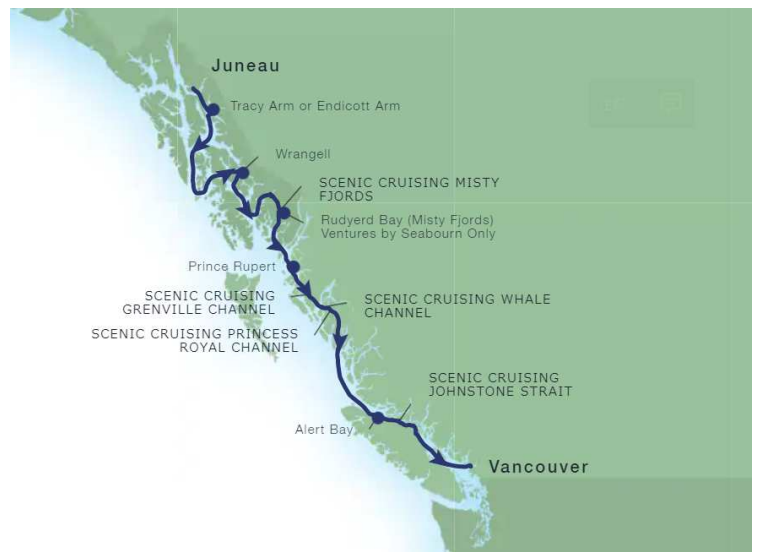 Juneau
Tracy Arm or Endicott Arm
Wrangell
SCENIC CRUISING MISTY
FJORDS
Rudyerd Bay (Misty Fjords)
Ventures by Seabourn Only
Prince Rupert
SCENIC CRUISING
GRENVILLE CHANNEL
SCENIC CRUISING WHALE
CHANNEL
SCENIC CRUISING PRINCESS
ROYAL CHANNEL
SCENIC CRUISING
JOHNSTONE STRAIT
Alert Bay
Vancouver